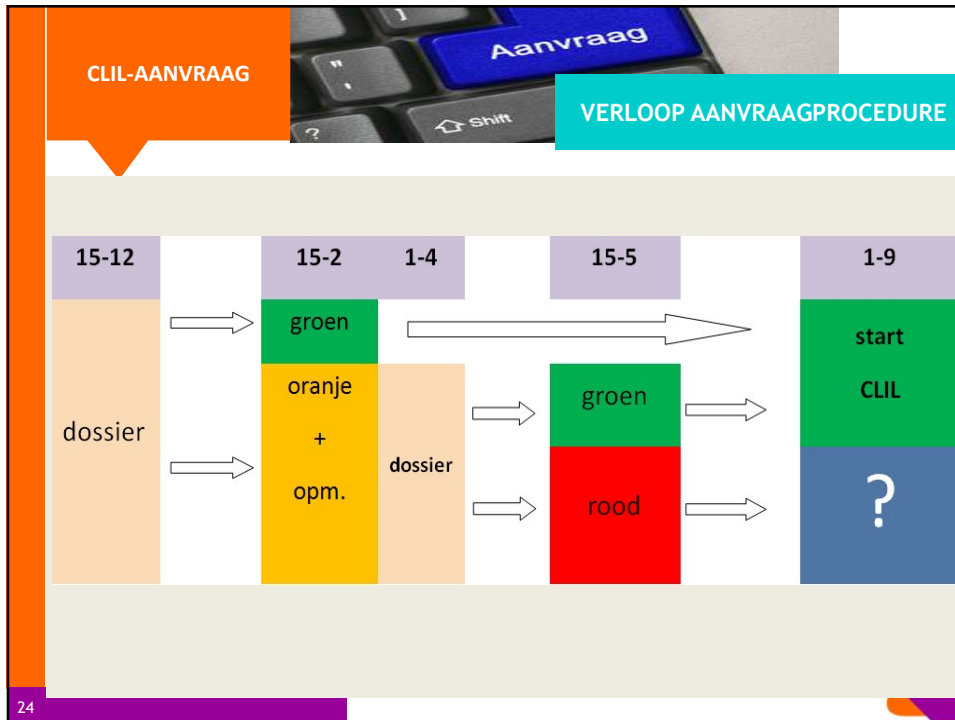 CLIL-AANVRAAG
Aanvraag
Shift
?
VERLOOP AANVRAAGPROCEDURE
15-12
15-2
1-4
15-5
1-9
groen
start
CLIL
oranje
+
opm.
groen
dossier
dossier
rood
?
24